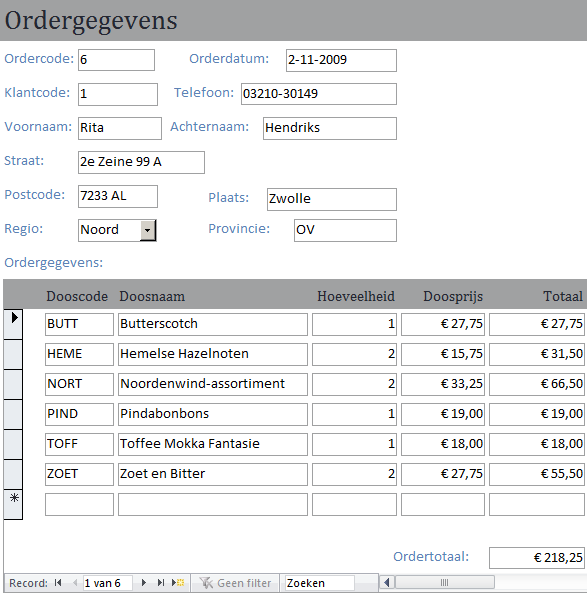 Ordergegevens
Ordercode: 6 Orderdatum: 2-11-2009
Klantcode: 1 Telefoon: 03210-30149
Voornaam: Rita Achternaam: Hendriks
Straat: 2e Zeine 99 A
Postcode: 7233 AL Plaats: Zwolle
Regio: Noord Provincie: OV
Ordergegevens:
Dooscode Doosnaam Hoeveelheid Doosprijs Totaal
BUTT Butterscotch 1 € 27,75 € 27,75
HEME Hemelse Hazelnoten 2 € 15,75 € 31,50
NORT Noordenwind-assortiment 2 € 33,25 € 66,50
PIND Pindabonbons 1 € 19,00 € 19,00
TOFF Toffee Mokka Fantasie 1 € 18,00 € 18,00
ZOET Zoet en Bitter 2 € 27,75 € 55,50
Ordertotaal: € 218,25
Record: 1 van 6 Geen filter Zoeken